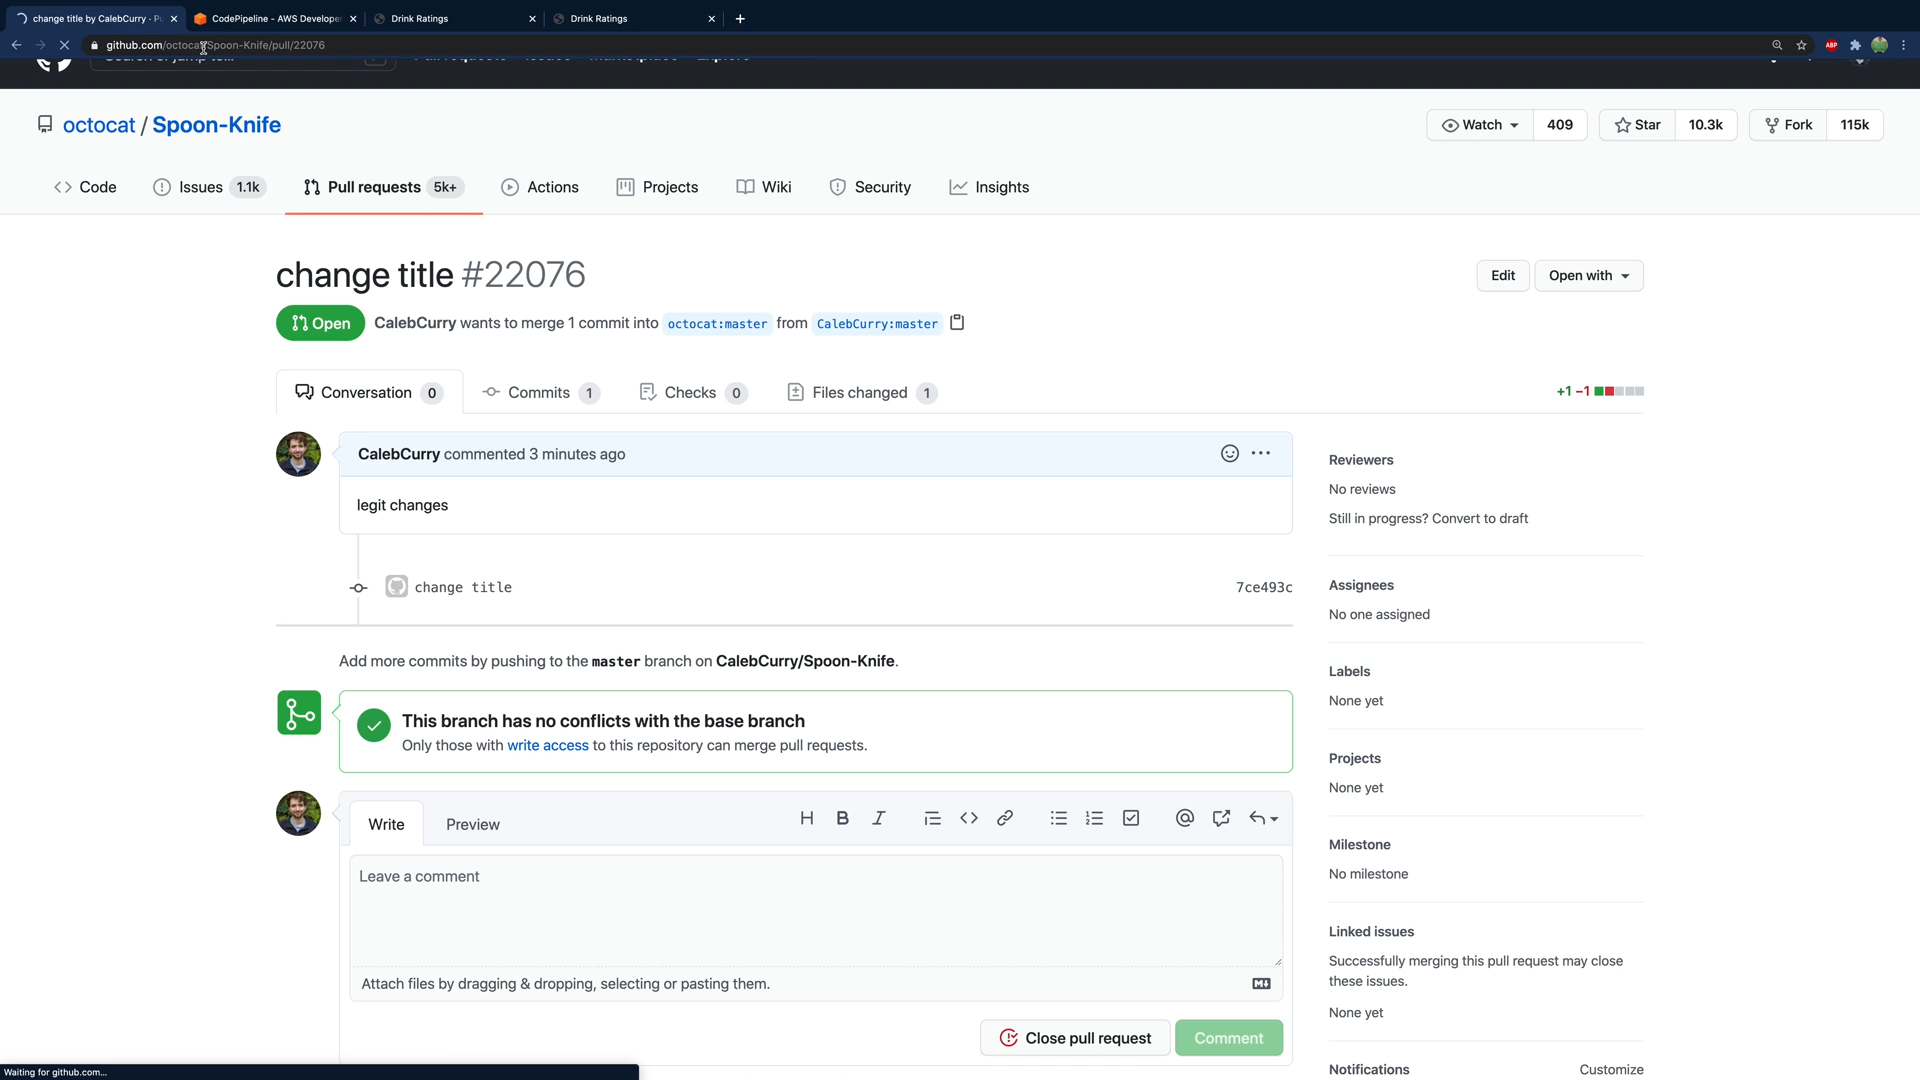 change title by CalebCurry · P
CodePipeline - AWS Developer
Drink Ratings
Drink Ratings
github.com/octocat/Spoon-Knife/pull/22076
ABP
octocat / Spoon-Knife
Watch 409
Star 10.3k
Fork 115k
Code
Issues 1.1k
Pull requests 5k+
Actions
Projects
Wiki
Security
Insights
change title #22076
Edit
Open with
Open
CalebCurry wants to merge 1 commit into octocat:master from CalebCurry:master
Conversation 0
Commits 1
Checks 0
Files changed 1
+1 −1
CalebCurry commented 3 minutes ago
legit changes
change title
7ce493c
Add more commits by pushing to the master branch on CalebCurry/Spoon-Knife.
This branch has no conflicts with the base branch
Only those with write access to this repository can merge pull requests.
Write
Preview
Leave a comment
Attach files by dragging & dropping, selecting or pasting them.
Close pull request
Comment
Reviewers
No reviews
Still in progress? Convert to draft
Assignees
No one assigned
Labels
None yet
Projects
None yet
Milestone
No milestone
Linked issues
Successfully merging this pull request may close
these issues.
None yet
Notifications
Customize
Waiting for github.com...